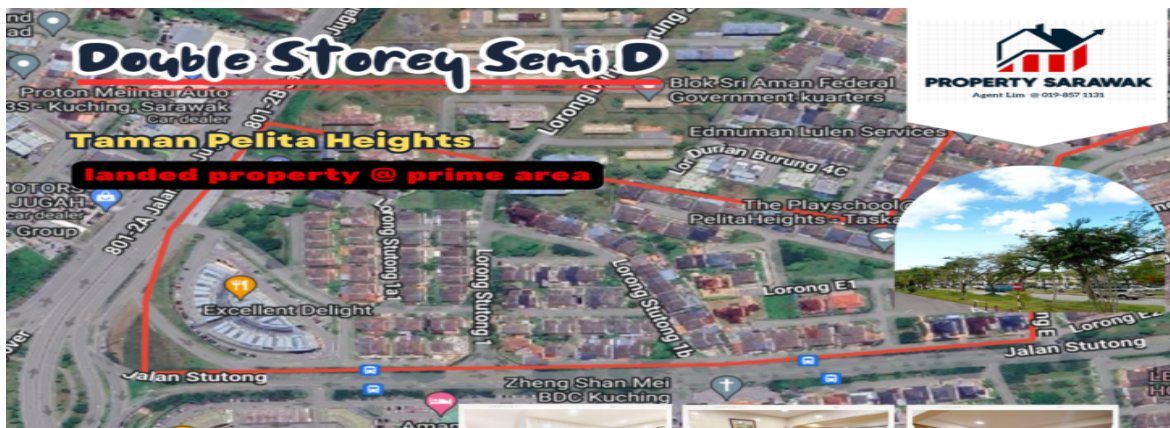 Double Storey Semi D
Taman Pelita Heights
landed property @ prime area
PROPERTY SARAWAK
Agent Lim @ 019-857 1131
Proton Melinau Auto
3S - Kuching, Sarawak
Car dealer
801-2B
Jugah
Lorong
Blok Sri Aman Federal
Government kuarters
Edmuman Lulen Services
Lor Durian Burung 4C
The Playschool@
PelitaHeights - Taska
MOTORS
JUGAH
car dealer
Group
801-2A Jalan
Lorong Stutong 1a1
Lorong Stutong 1
Lorong Stutong 1b
Lorong E1
Excellent Delight
Jalan Stutong
Jalan Stutong
Zheng Shan Mei
BDC Kuching